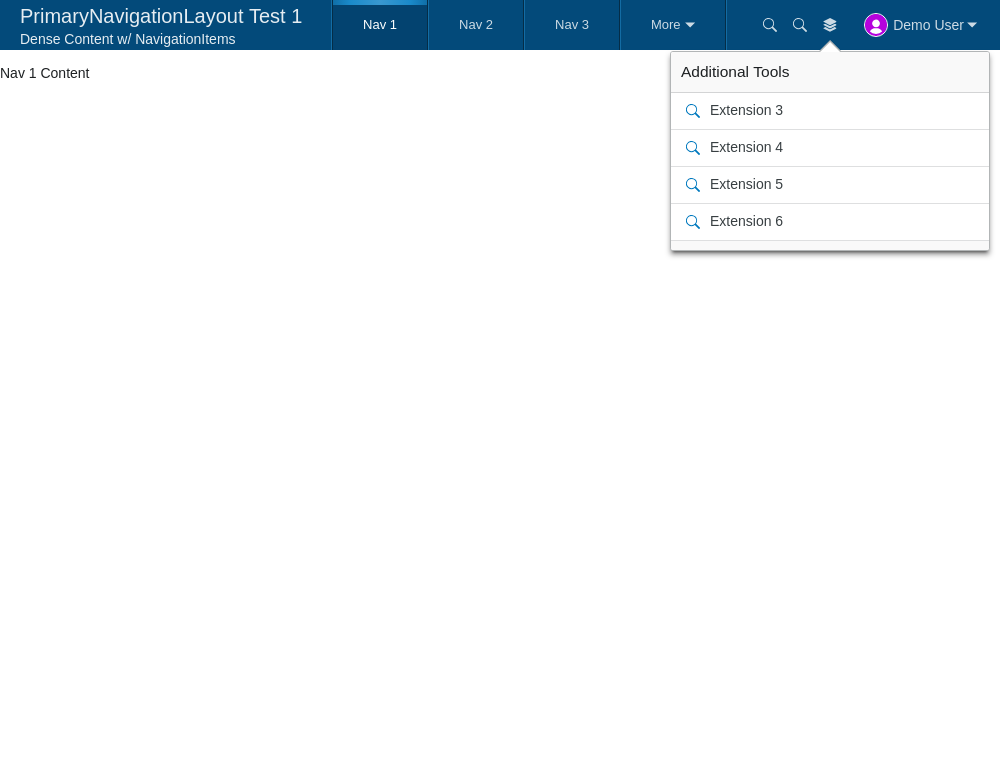 PrimaryNavigationLayout Test 1
Dense Content w/ NavigationItems
Nav 1
Nav 2
Nav 3
More
Demo User
Nav 1 Content
Additional Tools
Extension 3
Extension 4
Extension 5
Extension 6